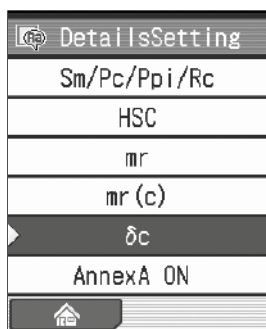 DetailsSetting
Sm/Pc/Ppi/Rc
HSC
mr
mr(c)
δc
AnnexA ON